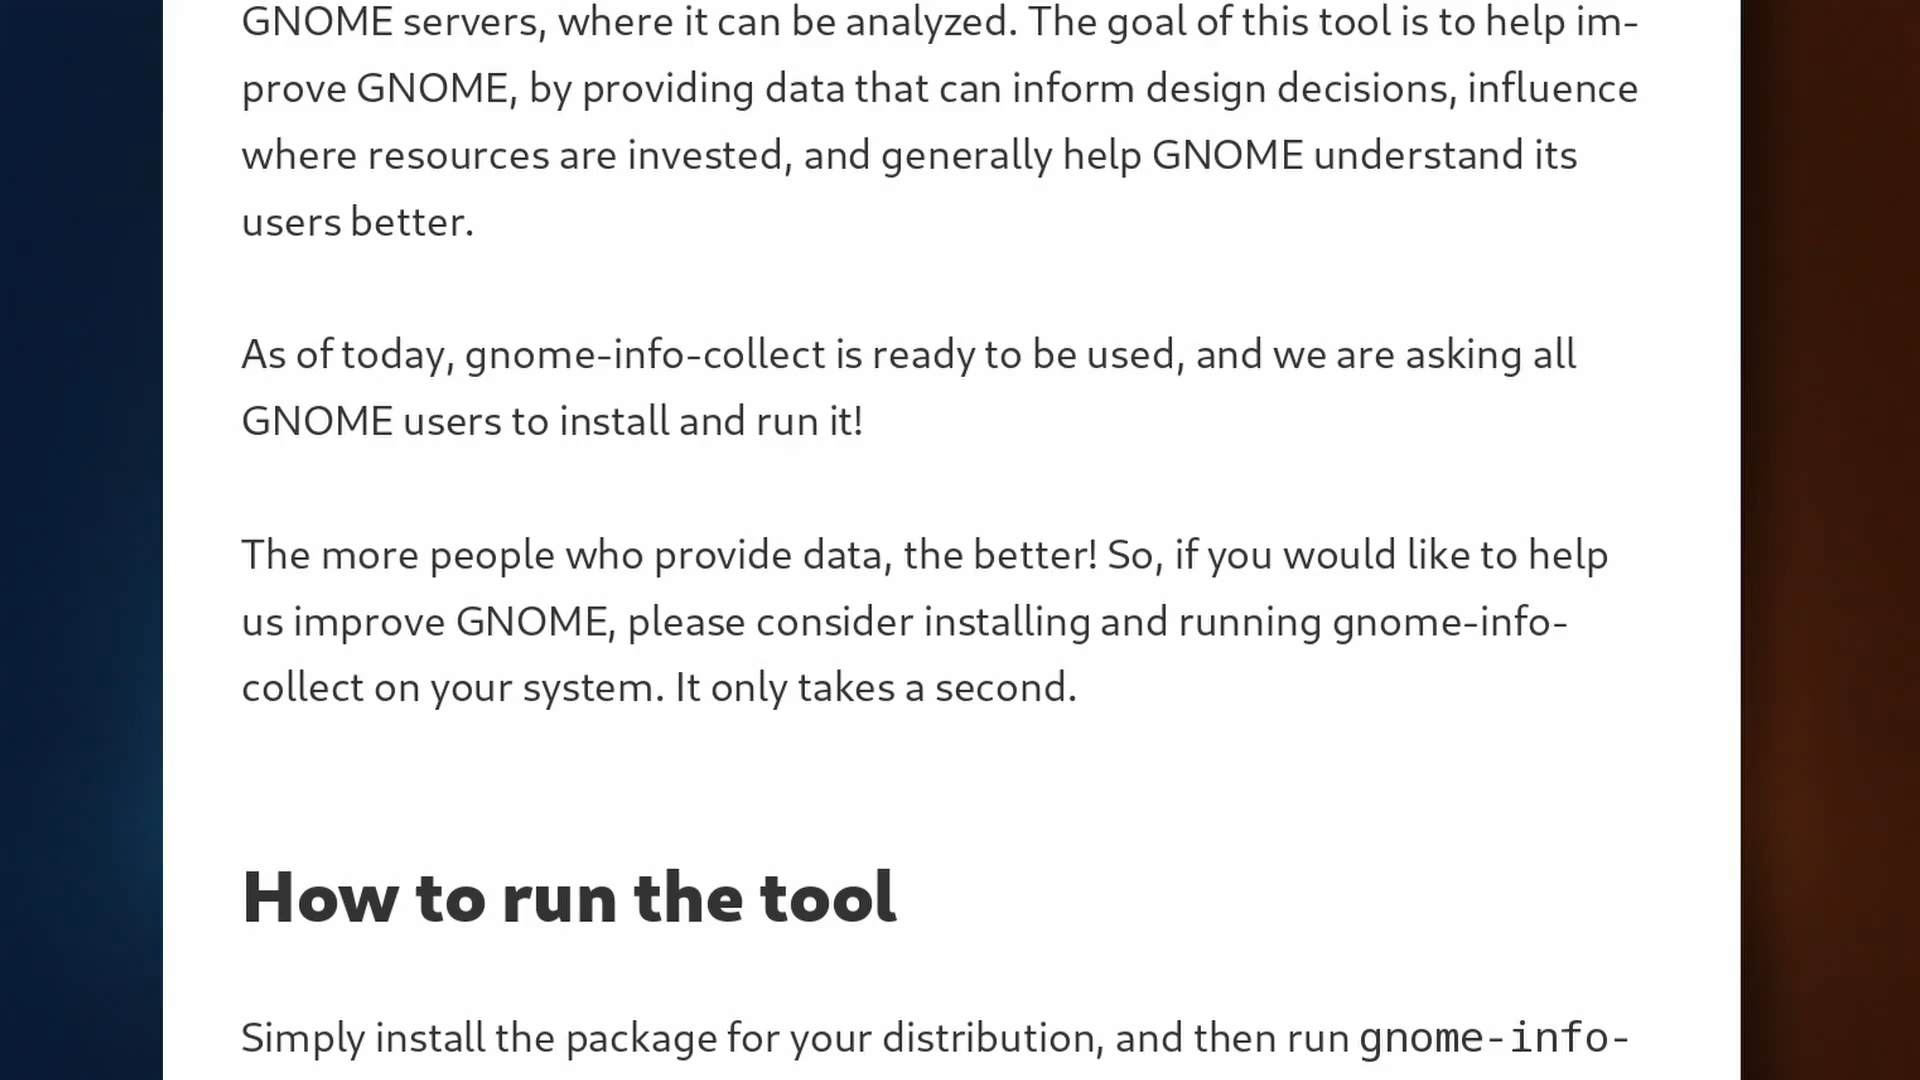 GNOME servers, where it can be analyzed. The goal of this tool is to help im-
prove GNOME, by providing data that can inform design decisions, influence
where resources are invested, and generally help GNOME understand its
users better.
As of today, gnome-info-collect is ready to be used, and we are asking all
GNOME users to install and run it!
The more people who provide data, the better! So, if you would like to help
us improve GNOME, please consider installing and running gnome-info-
collect on your system. It only takes a second.
How to run the tool
Simply install the package for your distribution, and then run gnome-info-